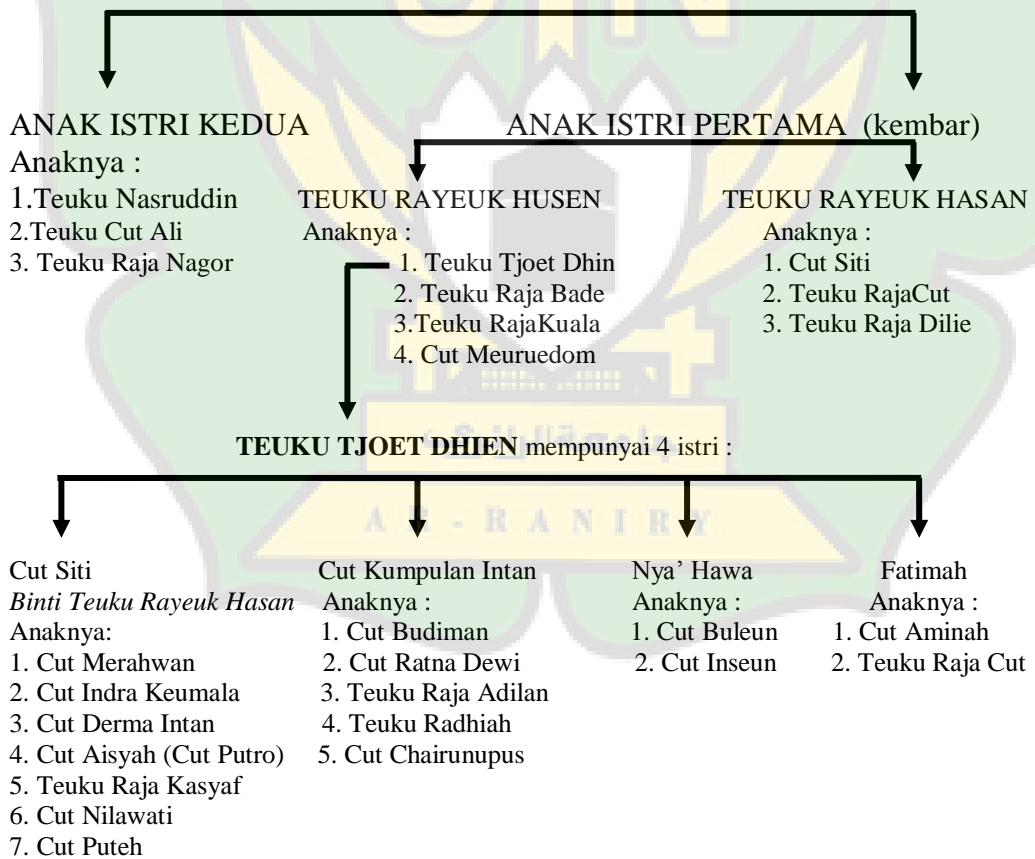 ANAK ISTRI KEDUA
Anaknya :
1.Teuku Nasruddin
2.Teuku Cut Ali
3. Teuku Raja Nagor
ANAK ISTRI PERTAMA (kembar)
TEUKU RAYEUK HUSEN
Anaknya :
1. Teuku Tjoet Dhin
2. Teuku Raja Bade
3.Teuku RajaKuala
4. Cut Meuruedom
TEUKU RAYEUK HASAN
Anaknya :
1. Cut Siti
2. Teuku RajaCut
3. Teuku Raja Dilie
TEUKU TJOET DHIEN mempunyai 4 istri :
Cut Siti
Binti Teuku Rayeuk Hasan
Anaknya:
1. Cut Merahwan
2. Cut Indra Keumala
3. Cut Derma Intan
4. Cut Aisyah (Cut Putro)
5. Teuku Raja Kasyaf
6. Cut Nilawati
7. Cut Puteh
Cut Kumpulan Intan
Anaknya :
1. Cut Budiman
2. Cut Ratna Dewi
3. Teuku Raja Adilan
4. Teuku Radhiah
5. Cut Chairunupus
Nya’ Hawa
Anaknya :
1. Cut Buleun
2. Cut Inseun
Fatimah
Anaknya :
1. Cut Aminah
2. Teuku Raja Cut
جامعة الرانيري
AR - RANIRY